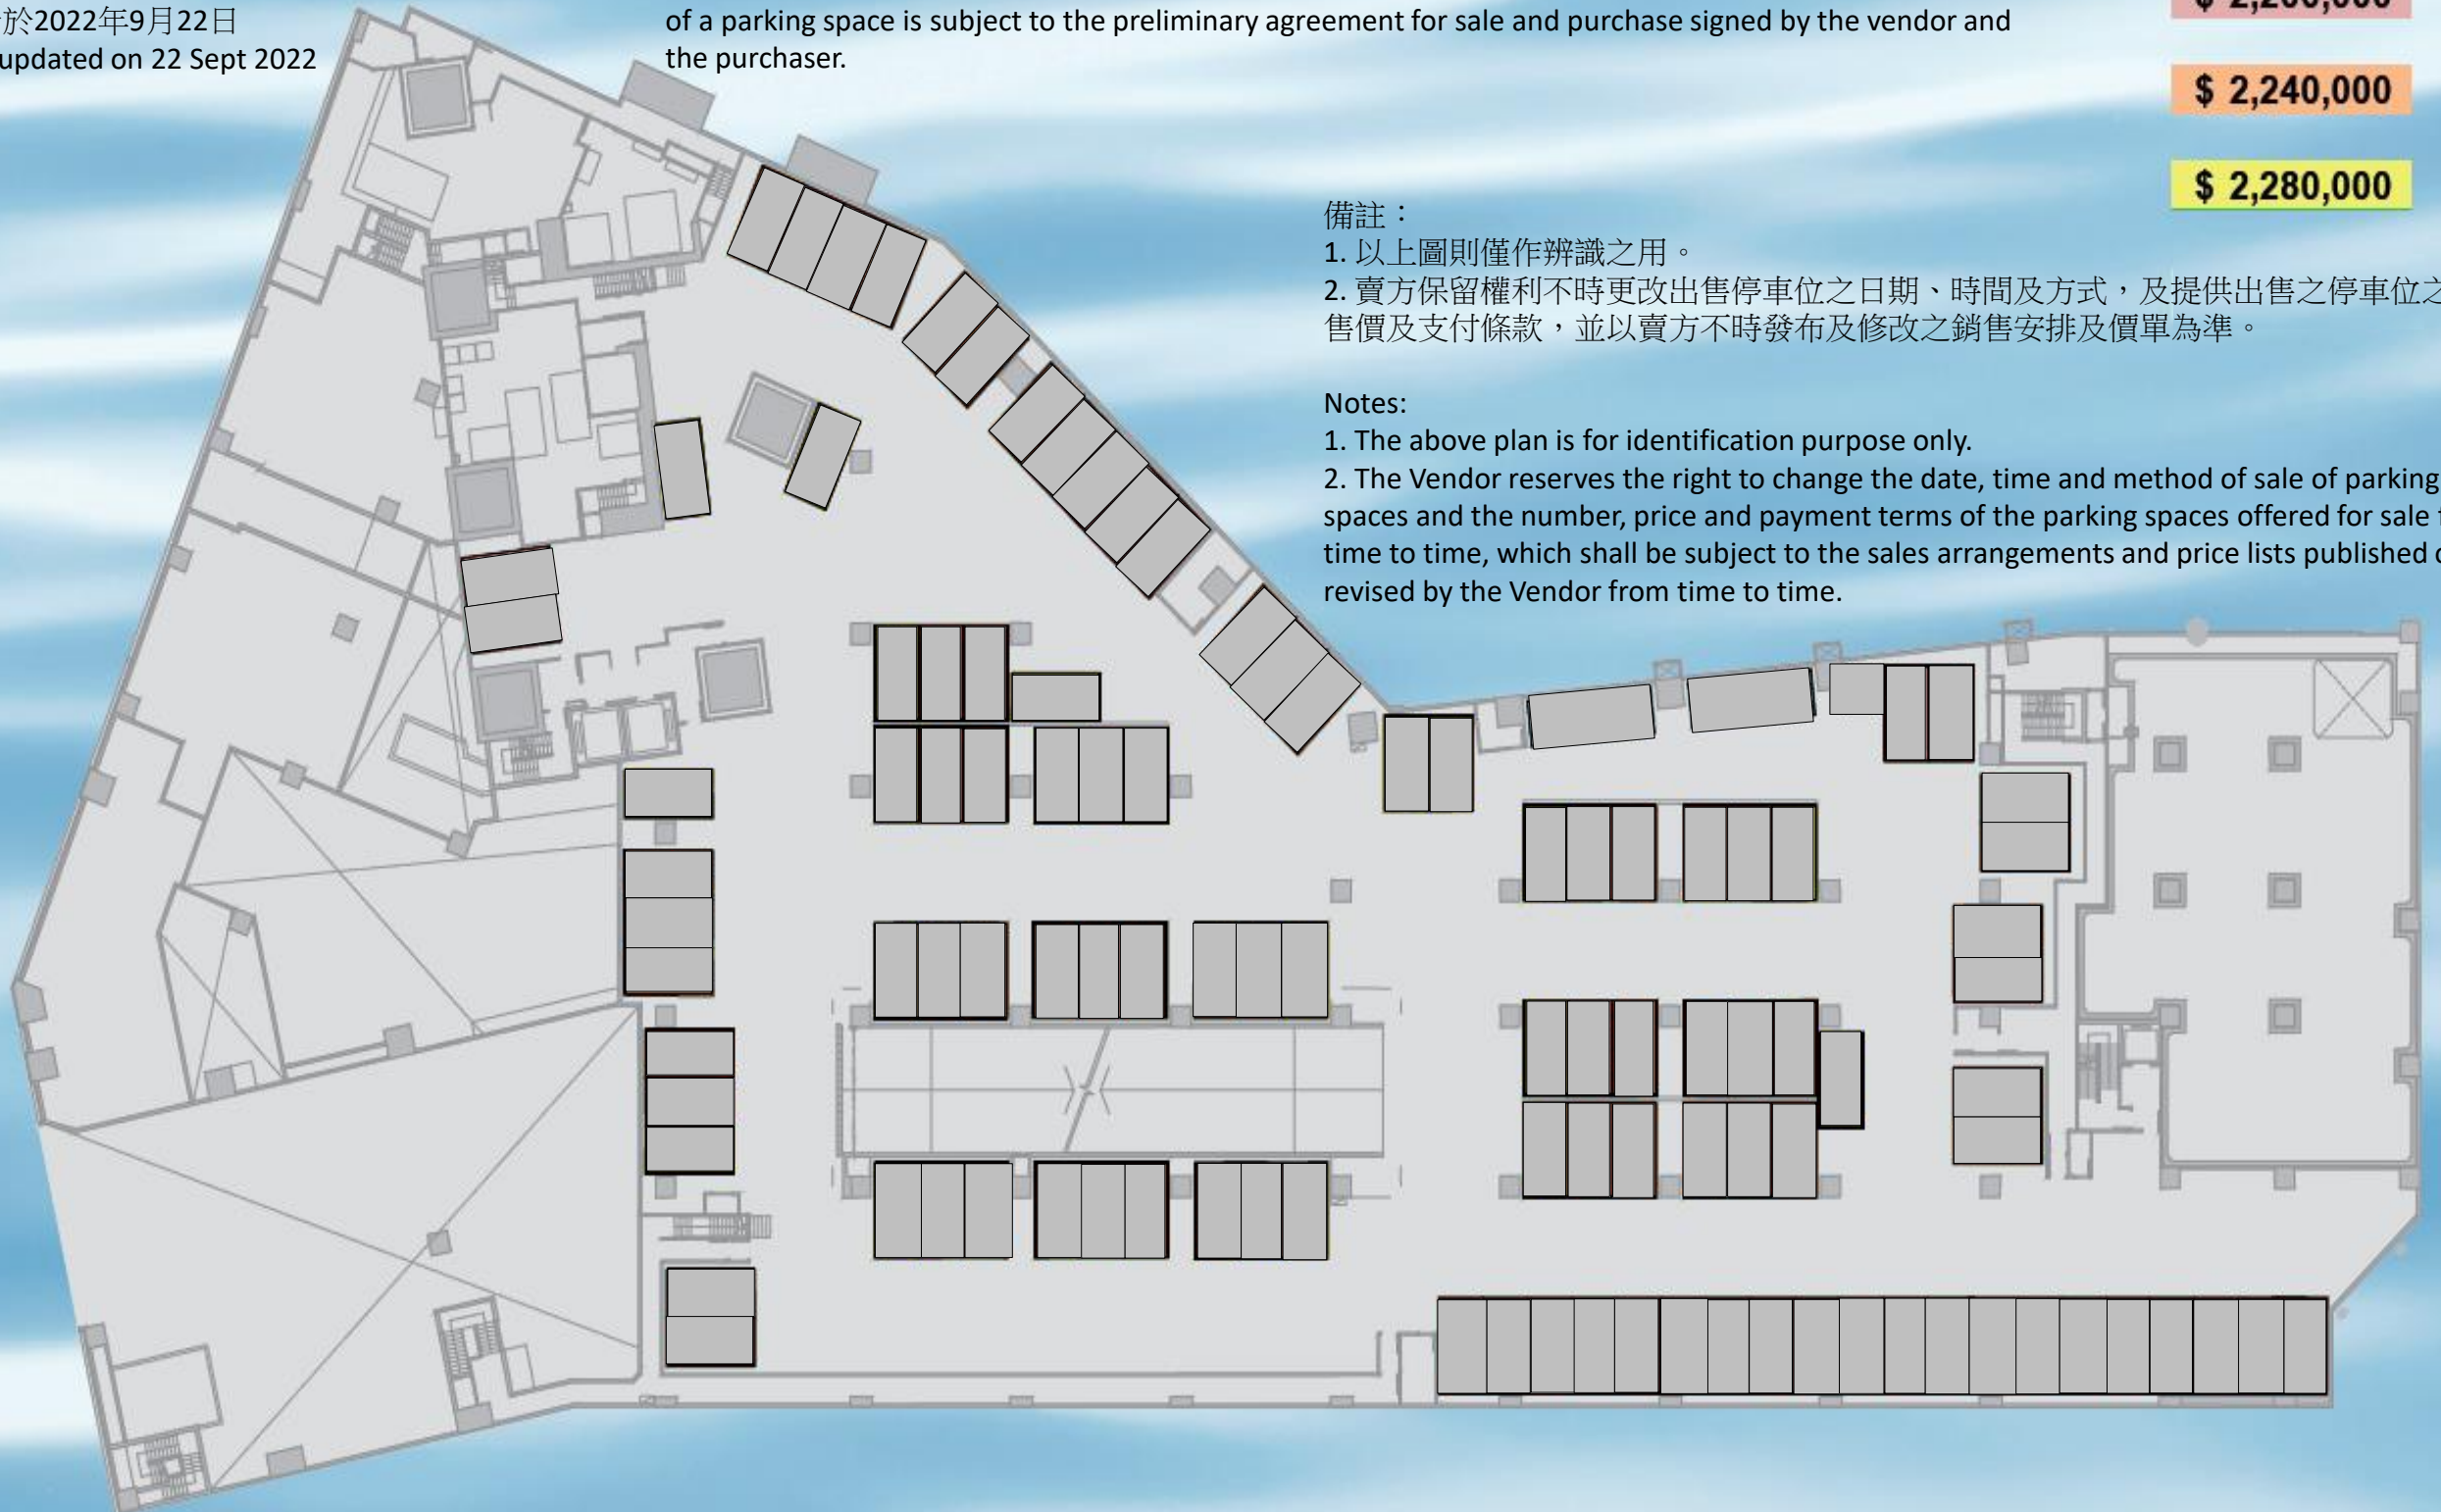 於2022年9月22日
updated on 22 Sept 2022
of a parking space is subject to the preliminary agreement for sale and purchase signed by the vendor and
the purchaser.
$ 2,240,000
$ 2,280,000
備註：
1. 以上圖則僅作辨識之用。
2. 賣方保留權利不時更改出售停車位之日期、時間及方式，及提供出售之停車位之
售價及支付條款，並以賣方不時發布及修改之銷售安排及價單為準。
Notes:
1. The above plan is for identification purpose only.
2. The Vendor reserves the right to change the date, time and method of sale of parking
spaces and the number, price and payment terms of the parking spaces offered for sale
time to time, which shall be subject to the sales arrangements and price lists published
revised by the Vendor from time to time.